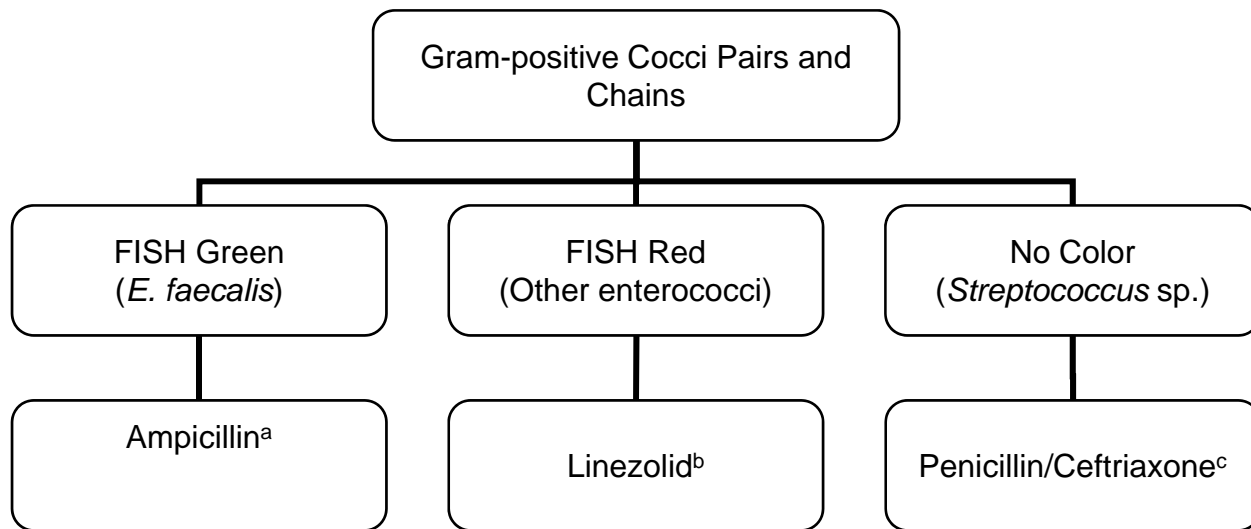 Gram-positive Cocci Pairs and
Chains
FISH Green
(E. faecalis)
FISH Red
(Other enterococci)
No Color
(Streptococcus sp.)
Ampicillinᵃ
Linezolidᵇ
Penicillin/Ceftriaxoneᶜ